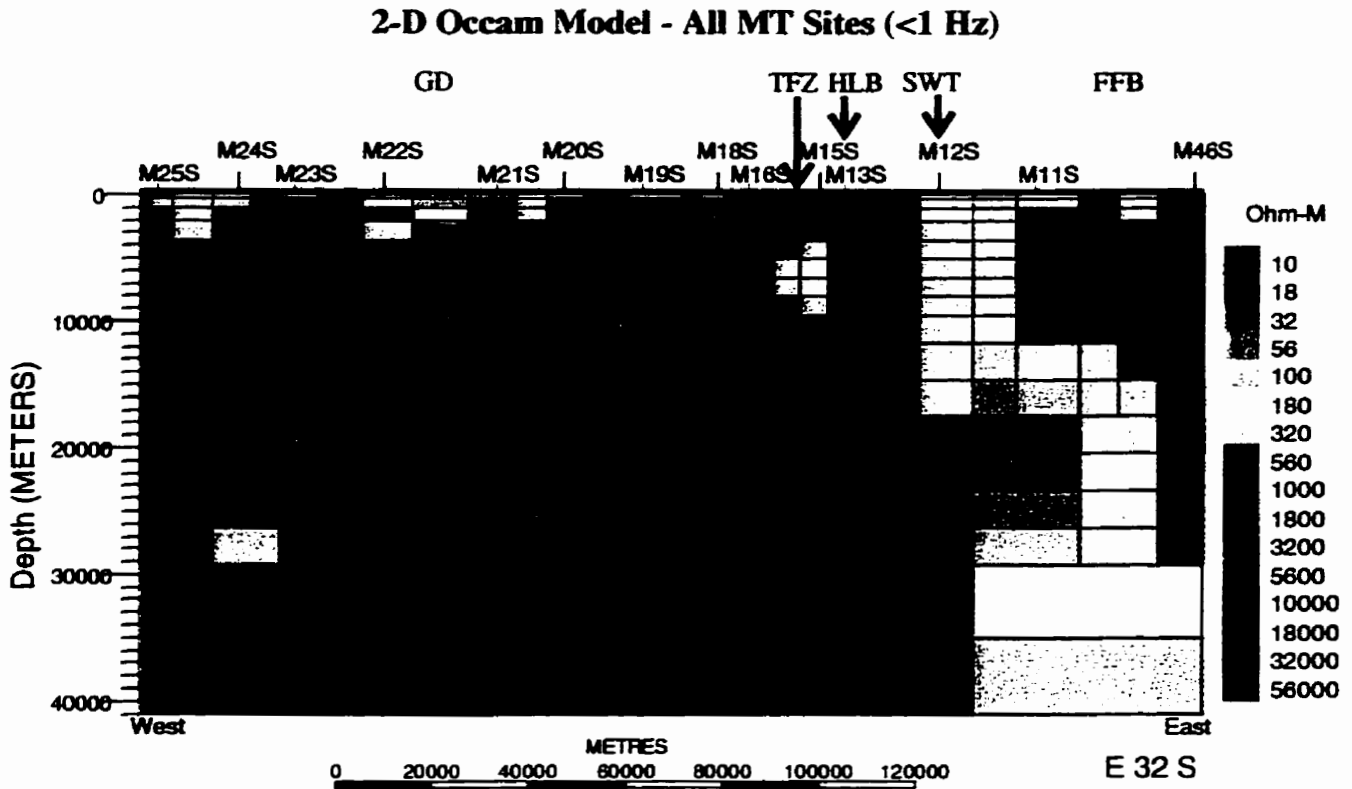 2-D Occam Model - All MT Sites (<1 Hz)
GD TFZ HLB SWT FFB
M24S M22S M20S M18S M15S M12S M46S
M25S M23S M21S M19S M16S M13S M11S
0
10000
20000
30000
40000
Depth (METERS)
Ohm-M
10
18
32
56
100
180
320
560
1000
1800
3200
5600
10000
18000
32000
56000
West East
METRES
0 20000 40000 60000 80000 100000 120000
E 32 S